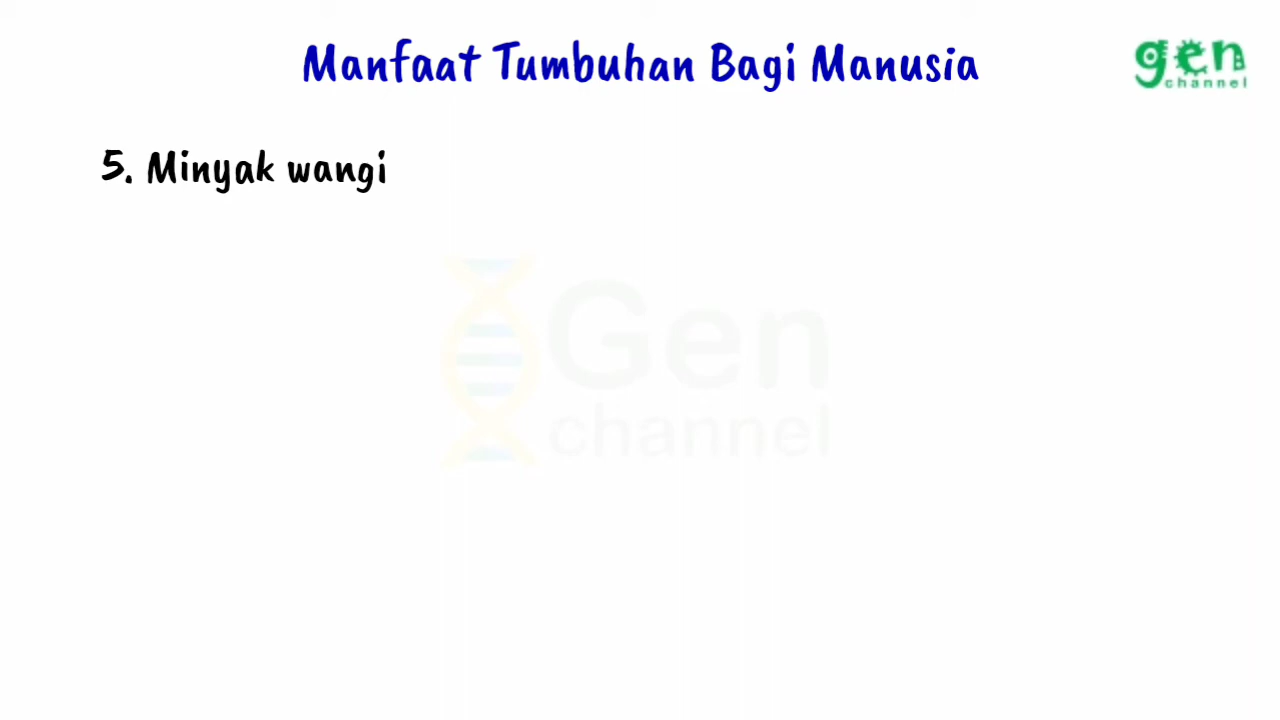 Manfaat Tumbuhan Bagi Manusia
gen
channel
5. Minyak wangi
Gen
channel